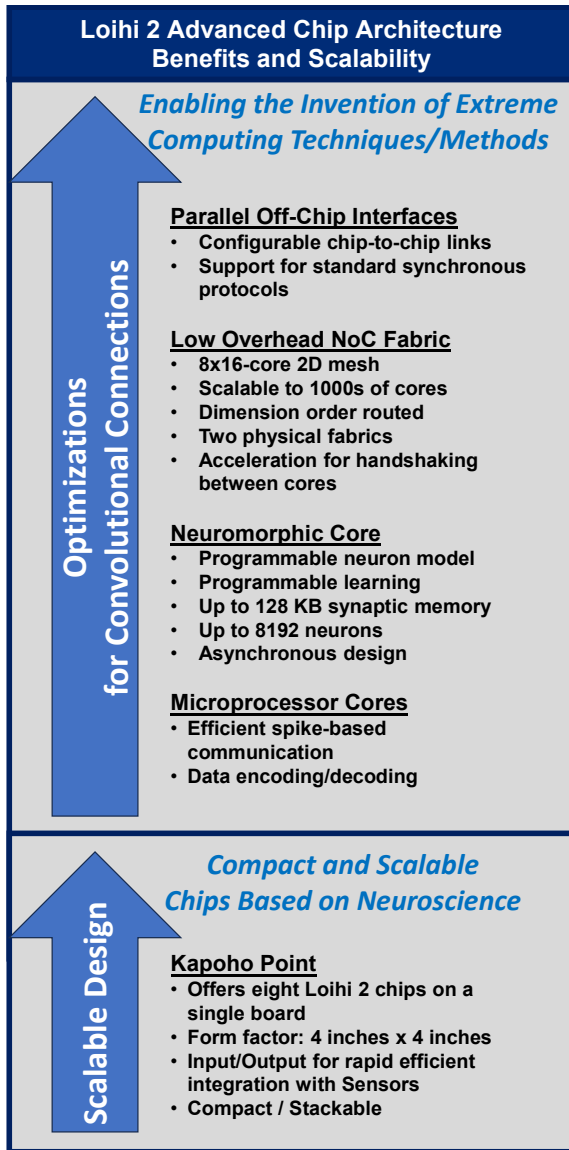 Loihi 2 Advanced Chip Architecture
Benefits and Scalability
Enabling the Invention of Extreme
Computing Techniques/Methods
Optimizations
for Convolutional Connections
Parallel Off-Chip Interfaces
• Configurable chip-to-chip links
• Support for standard synchronous
protocols
Low Overhead NoC Fabric
• 8x16-core 2D mesh
• Scalable to 1000s of cores
• Dimension order routed
• Two physical fabrics
• Acceleration for handshaking
between cores
Neuromorphic Core
• Programmable neuron model
• Programmable learning
• Up to 128 KB synaptic memory
• Up to 8192 neurons
• Asynchronous design
Microprocessor Cores
• Efficient spike-based
communication
• Data encoding/decoding
Compact and Scalable
Chips Based on Neuroscience
Scalable Design
Kapoho Point
• Offers eight Loihi 2 chips on a
single board
• Form factor: 4 inches x 4 inches
• Input/Output for rapid efficient
integration with Sensors
• Compact / Stackable